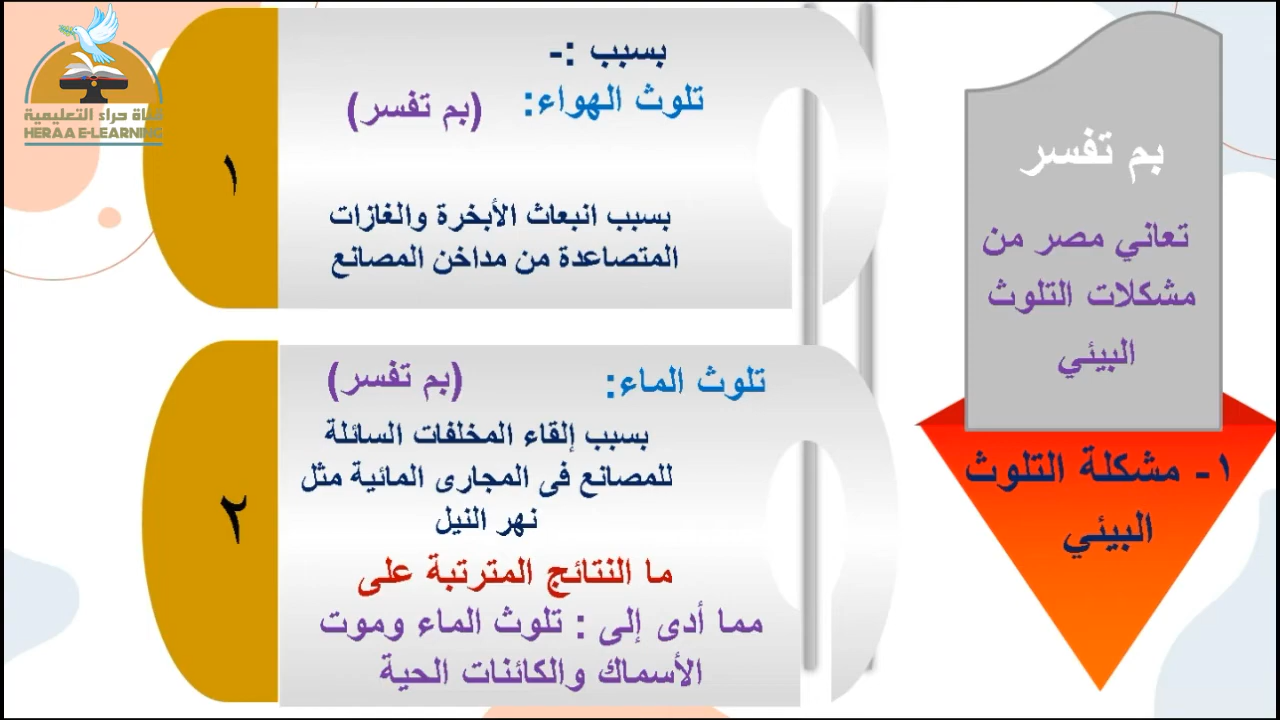 بم تفسر
تعاني مصر من
مشكلات التلوث
البيئي
١- مشكلة التلوث
البيئي
بسبب :-
تلوث الهواء: (بم تفسر)
١
بسبب انبعاث الأبخرة والغازات
المتصاعدة من مداخن المصانع
تلوث الماء: (بم تفسر)
بسبب إلقاء المخلفات السائلة
للمصانع فى المجارى المائية مثل
نهر النيل
٢
ما النتائج المترتبة على
مما أدى إلى : تلوث الماء وموت
الأسماك والكائنات الحية
قناة حراء التعليمية
HERAA E-LEARNING